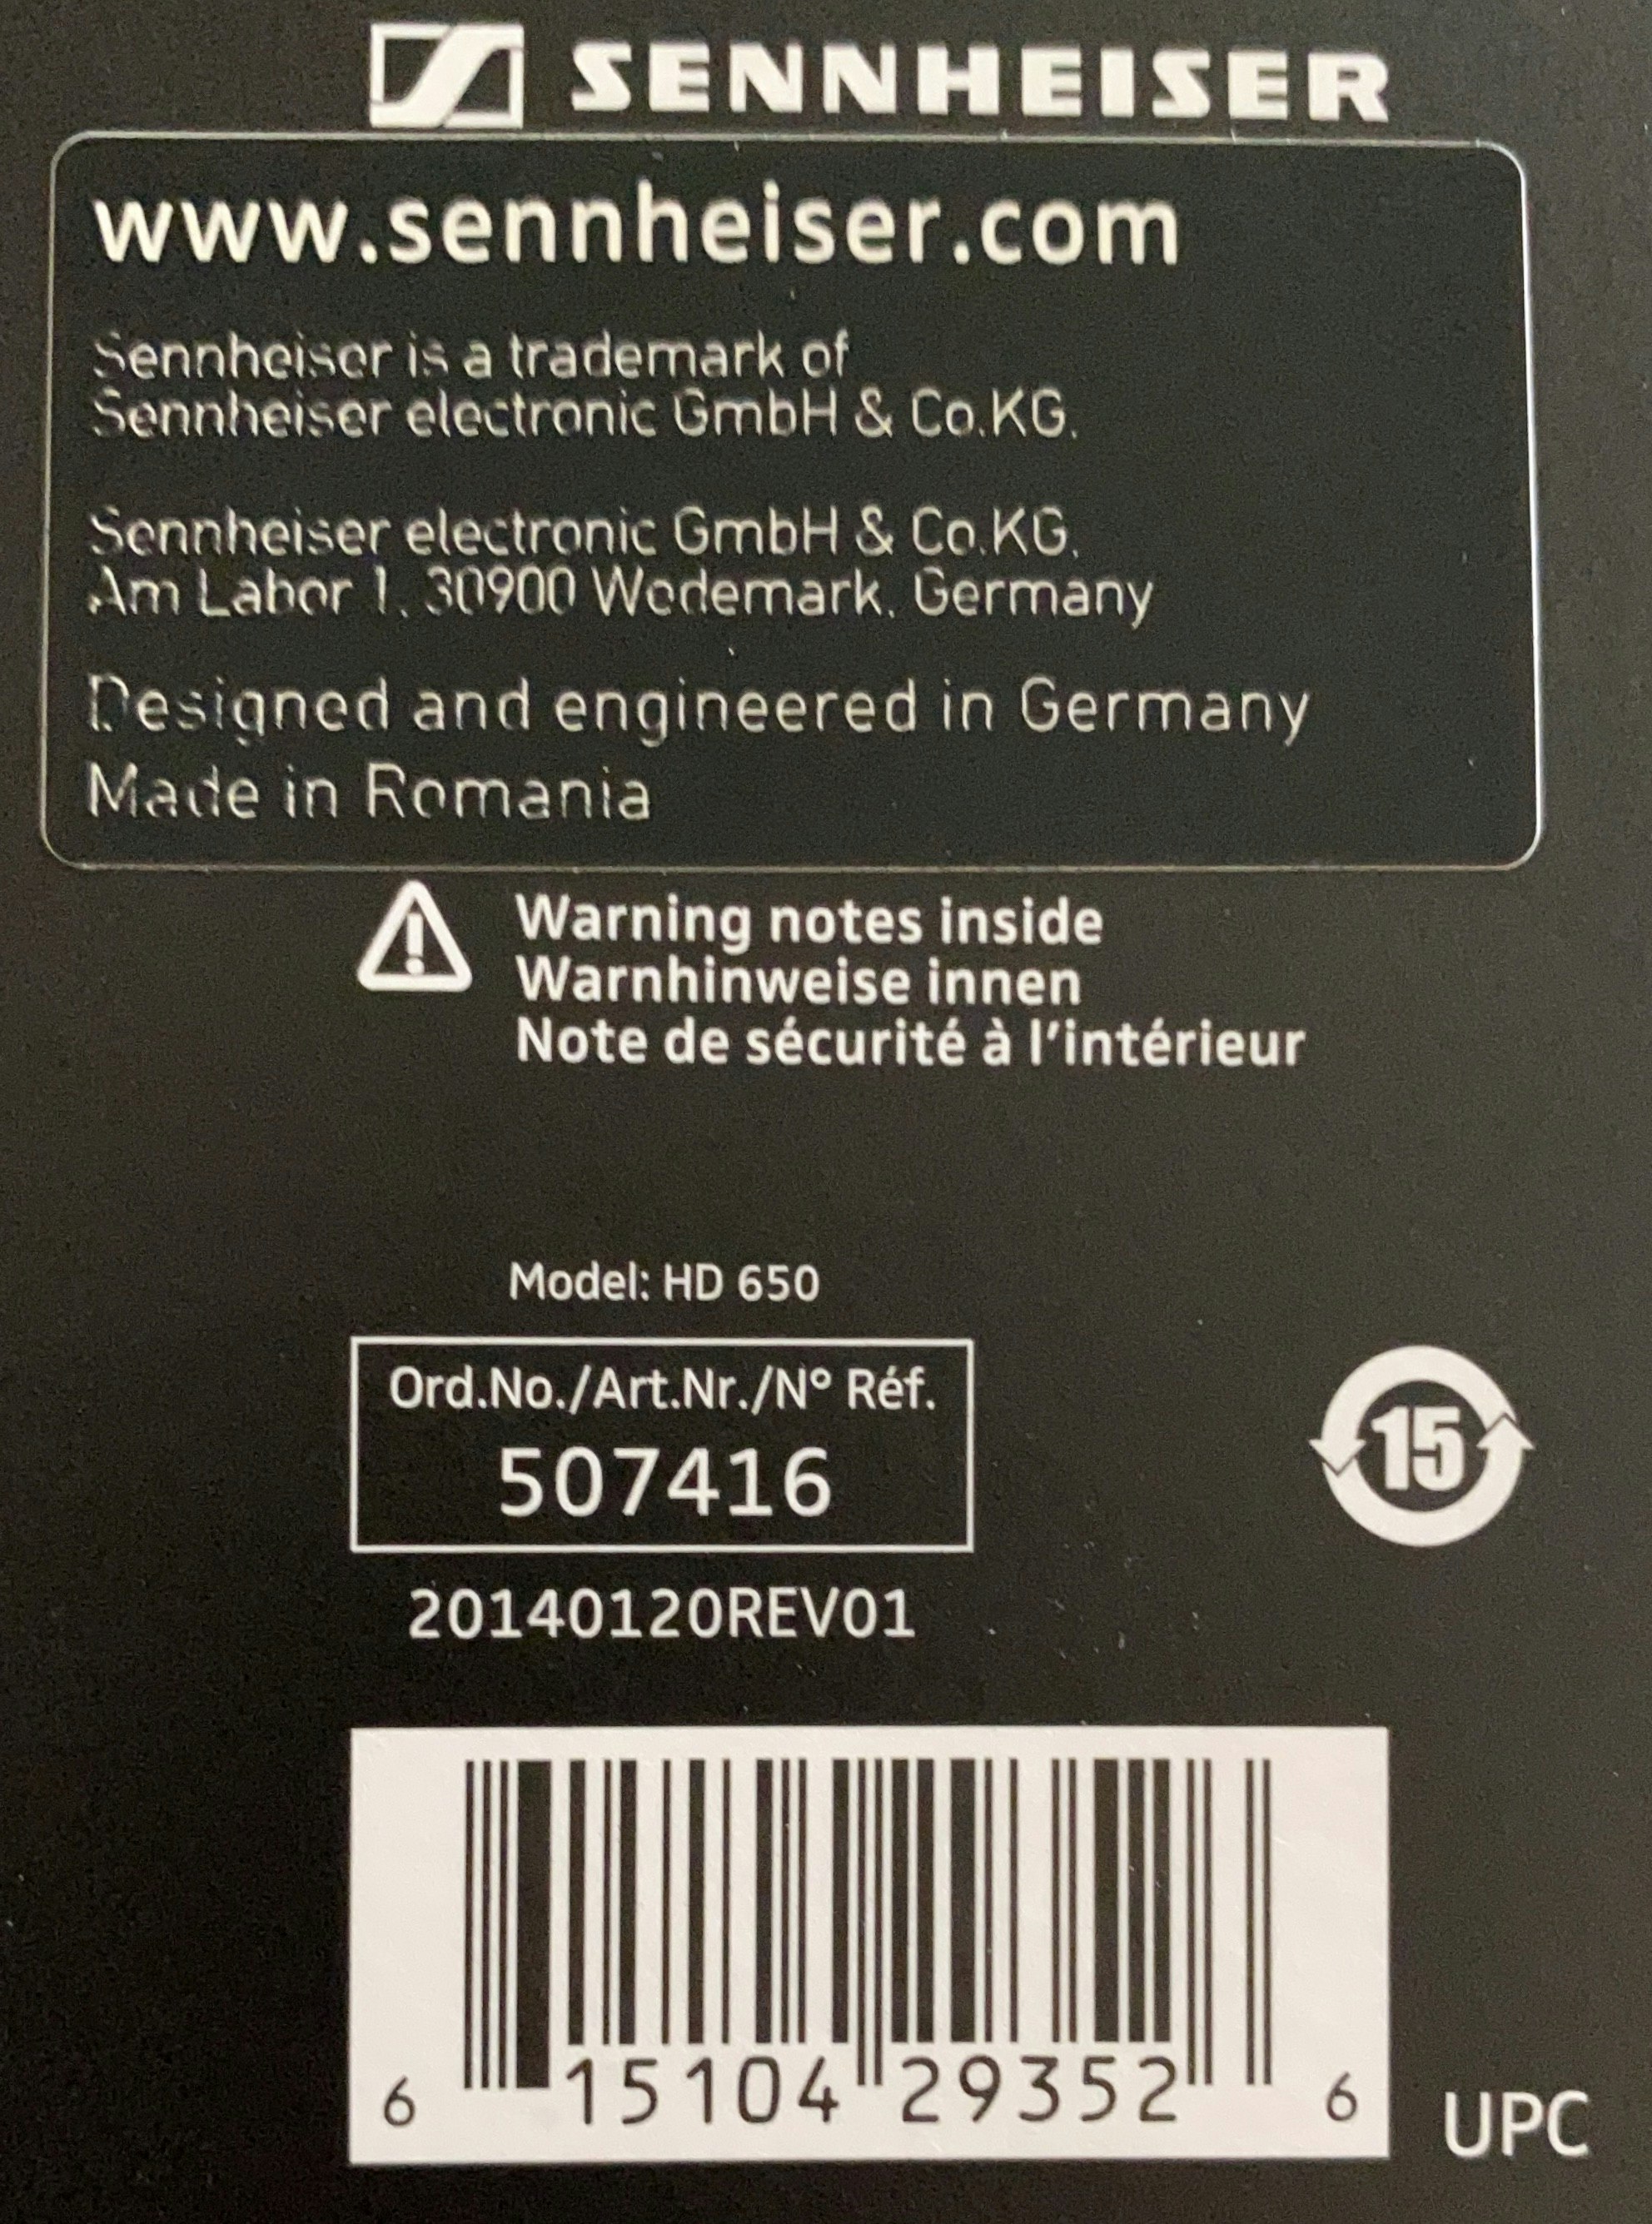 SENNHEISER
www.sennheiser.com
Sennheiser is a trademark of
Sennheiser electronic GmbH & Co.KG.
Sennheiser electronic GmbH & Co.KG.
Am Labor 1, 30900 Wedemark, Germany
Designed and engineered in Germany
Made in Romania
Warning notes inside
Warnhinweise innen
Note de sécurité à l'intérieur
Model: HD 650
Ord.No./Art.Nr./N° Réf.
507416
15
20140120REV01
6 15104 29352 6
UPC